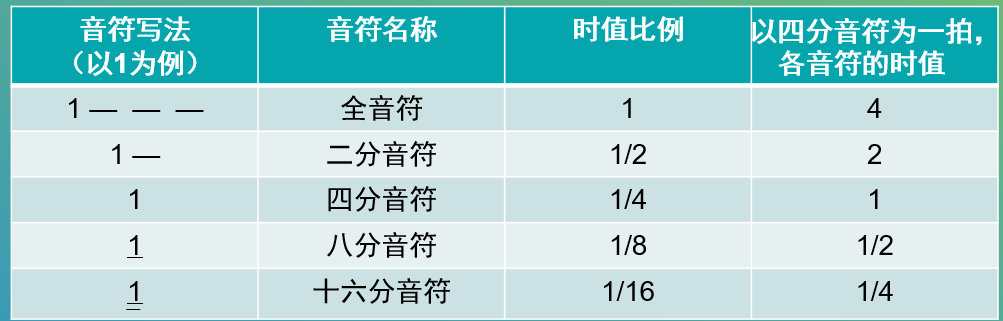 音符写法 音符名称 时值比例 以四分音符为一拍，
（以1为例） 各音符的时值
1 — — — 全音符 1 4
1 — 二分音符 1/2 2
1 四分音符 1/4 1
1 八分音符 1/8 1/2
1 十六分音符 1/16 1/4